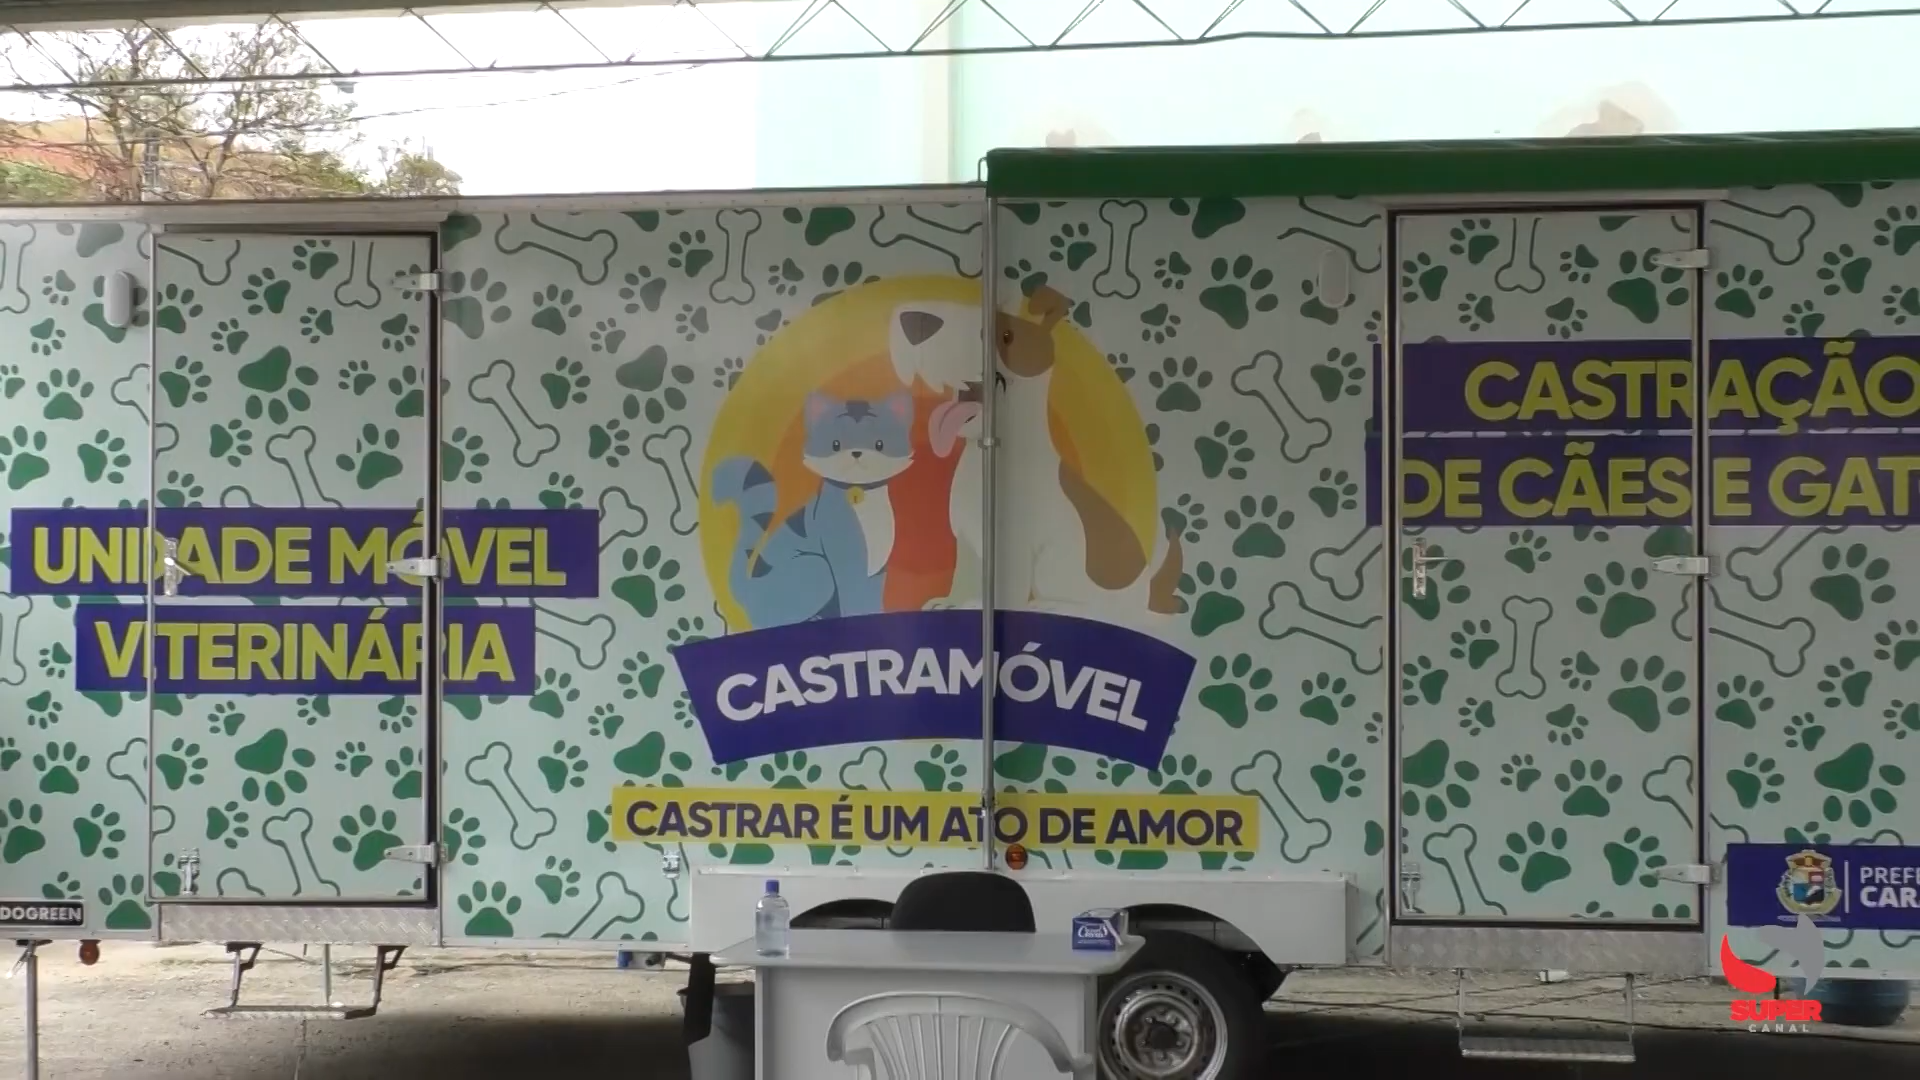 UNIDADE MÓVEL
VITERINÁRIA
CASTRAMÓVEL
CASTRAR É UM ATO DE AMOR
CASTRAÇÃO
DE CÃES E GAT
DOGREEN
PREFE
CAR
SUPER
CANAL